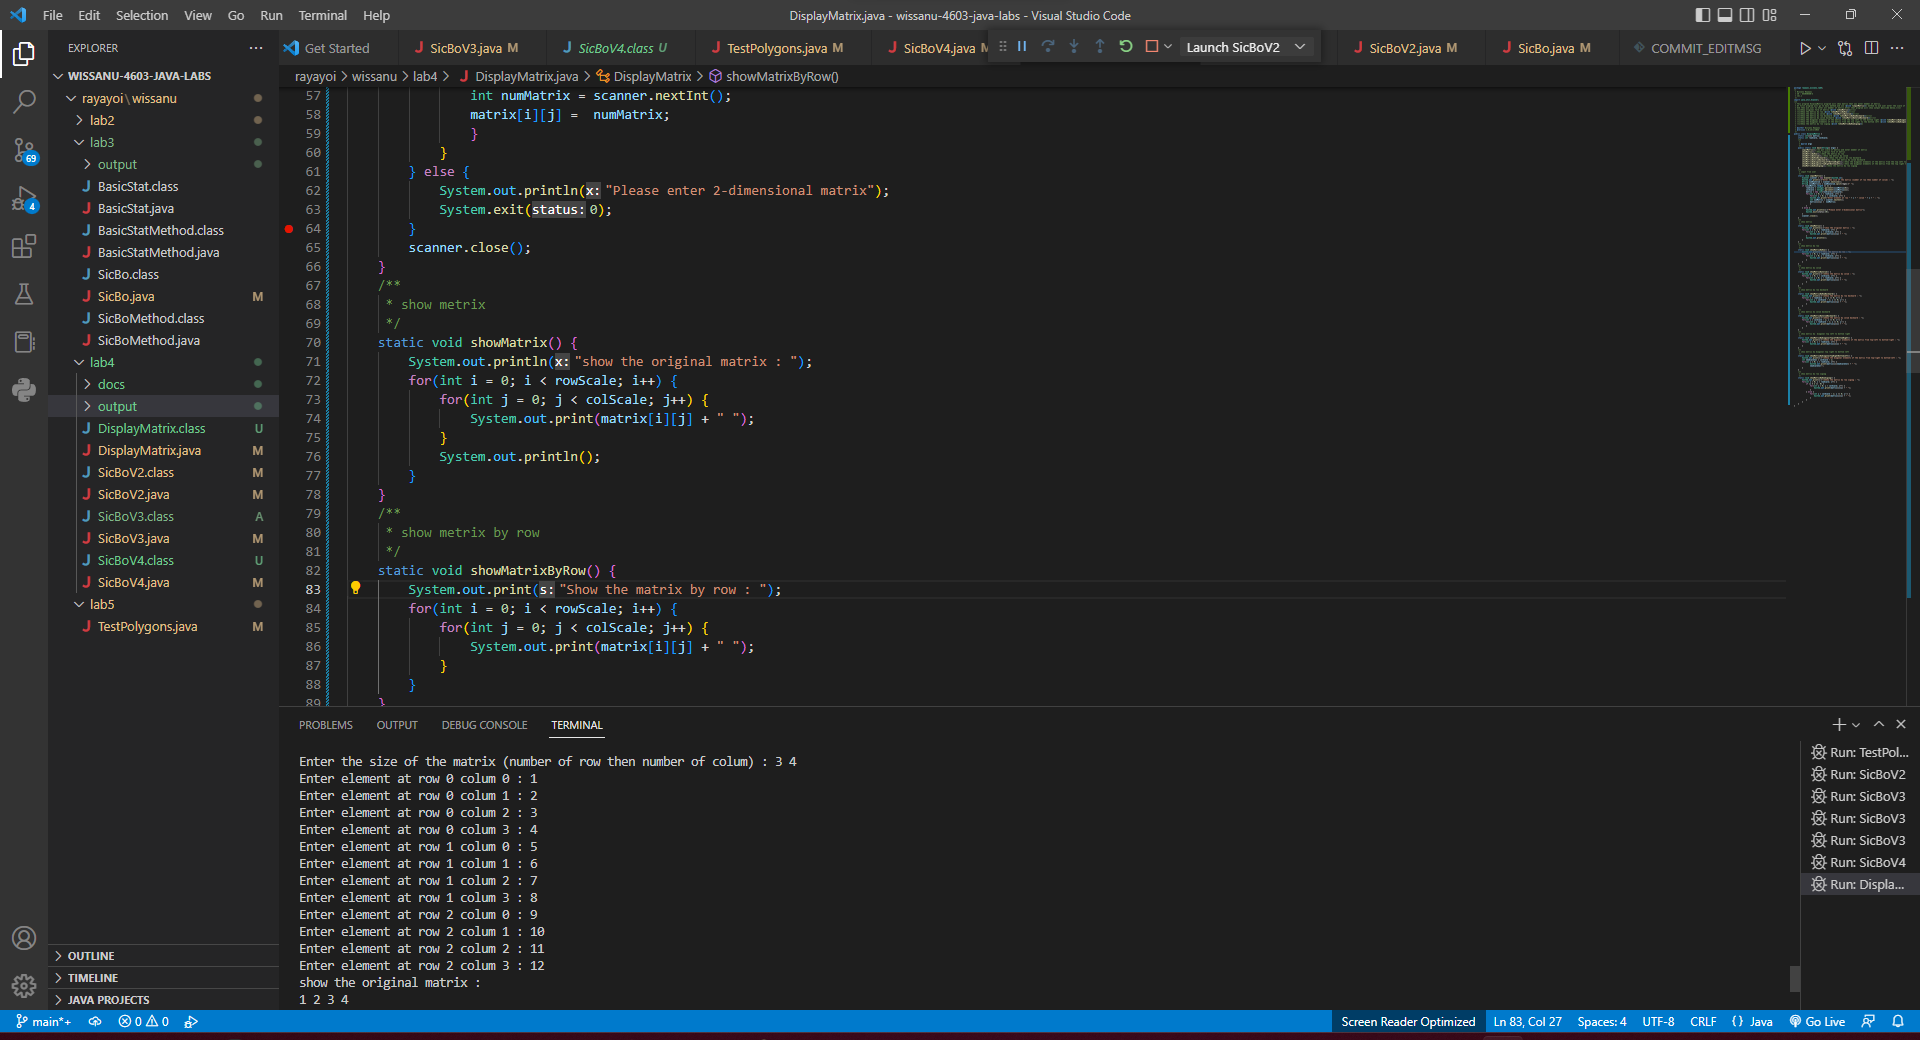 File Edit Selection View Go Run Terminal Help
DisplayMatrix.java - wissanu-4603-java-labs - Visual Studio Code
EXPLORER
Get Started
SicBoV3.java M
SicBoV4.class U
TestPolygons.java M
SicBoV4.java M
Launch SicBoV2
SicBoV2.java M
SicBo.java M
COMMIT_EDITMSG
rayayoi > wissanu > lab4 > DisplayMatrix.java > DisplayMatrix > showMatrixByRow()
WISSANU-4603-JAVA-LABS
rayayoi\wissanu
lab2
lab3
output
BasicStat.class
BasicStat.java
BasicStatMethod.class
BasicStatMethod.java
SicBo.class
SicBo.java M
SicBoMethod.class
SicBoMethod.java
lab4
docs
output
DisplayMatrix.class U
DisplayMatrix.java M
SicBoV2.class M
SicBoV2.java M
SicBoV3.class A
SicBoV3.java M
SicBoV4.class U
SicBoV4.java M
lab5
TestPolygons.java M
OUTLINE
TIMELINE
JAVA PROJECTS
69
4
57 int numMatrix = scanner.nextInt();
58 matrix[i][j] =  numMatrix;
59 }
60 }
61 } else {
62 System.out.println(x: "Please enter 2-dimensional matrix");
63 System.exit(status: 0);
64 }
65 scanner.close();
66 }
67 /**
68 * show metrix
69 */
70 static void showMatrix() {
71 System.out.println(x: "show the original matrix : ");
72 for(int i = 0; i < rowScale; i++) {
73 for(int j = 0; j < colScale; j++) {
74 System.out.print(matrix[i][j] + " ");
75 }
76 System.out.println();
77 }
78 }
79 /**
80 * show metrix by row
81 */
82 static void showMatrixByRow() {
83 System.out.print(s: "Show the matrix by row : ");
84 for(int i = 0; i < rowScale; i++) {
85 for(int j = 0; j < colScale; j++) {
86 System.out.print(matrix[i][j] + " ");
87 }
88 }
89 }
PROBLEMS OUTPUT DEBUG CONSOLE TERMINAL
Enter the size of the matrix (number of row then number of colum) : 3 4
Enter element at row 0 colum 0 : 1
Enter element at row 0 colum 1 : 2
Enter element at row 0 colum 2 : 3
Enter element at row 0 colum 3 : 4
Enter element at row 1 colum 0 : 5
Enter element at row 1 colum 1 : 6
Enter element at row 1 colum 2 : 7
Enter element at row 1 colum 3 : 8
Enter element at row 2 colum 0 : 9
Enter element at row 2 colum 1 : 10
Enter element at row 2 colum 2 : 11
Enter element at row 2 colum 3 : 12
show the original matrix :
1 2 3 4
Run: TestPol...
Run: SicBoV2
Run: SicBoV3
Run: SicBoV3
Run: SicBoV3
Run: SicBoV4
Run: Displa...
main*+ 0 0
Screen Reader Optimized Ln 83, Col 27 Spaces: 4 UTF-8 CRLF {} Java Go Live